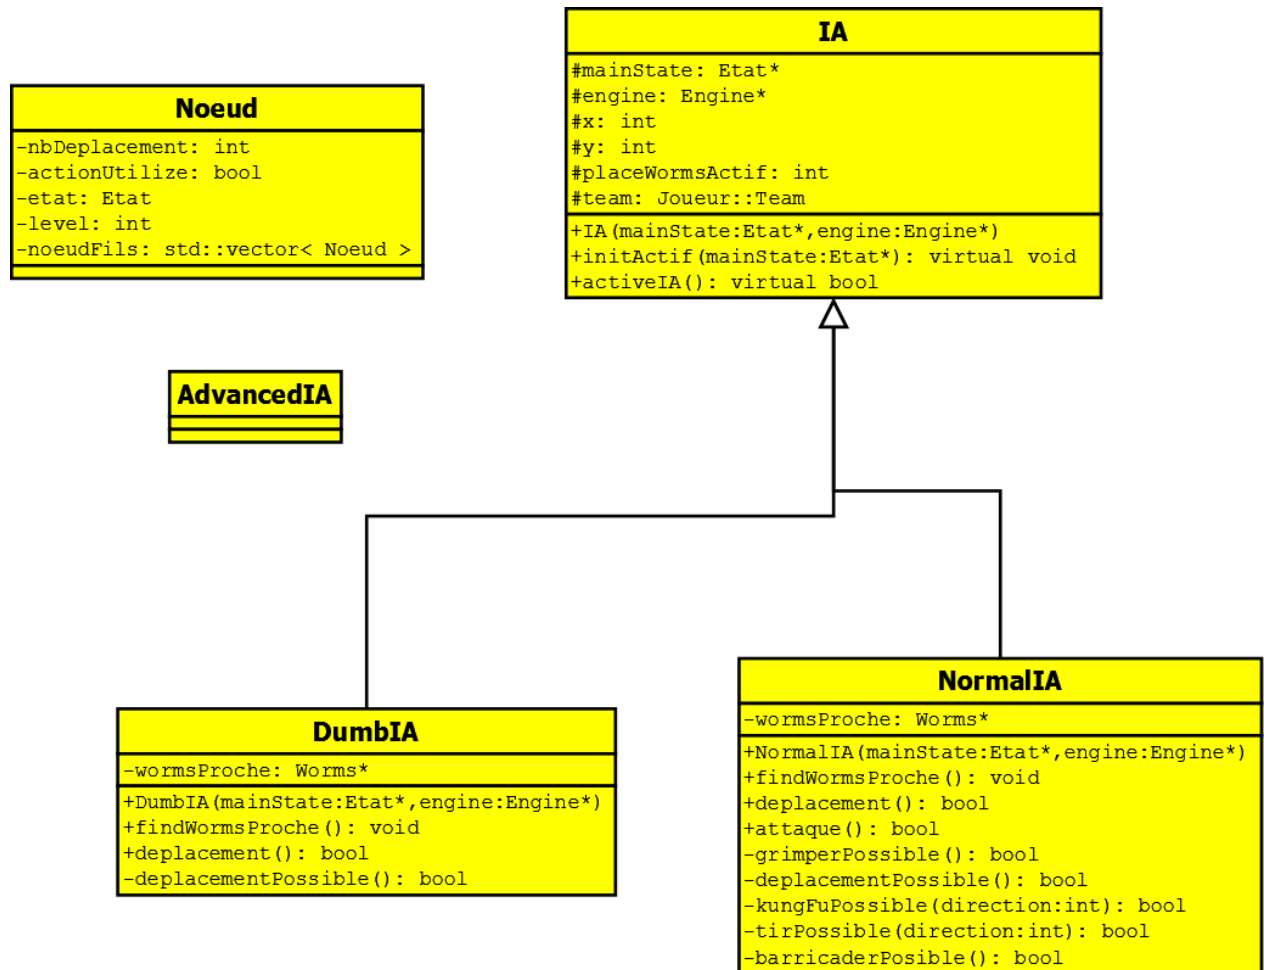 IA
#mainState: Etat*
#engine: Engine*
#x: int
#y: int
#placeWormsActif: int
#team: Joueur::Team
+IA(mainState:Etat*,engine:Engine*)
+initActif(mainState:Etat*): virtual void
+activeIA(): virtual bool
Noeud
-nbDeplacement: int
-actionUtilize: bool
-etat: Etat
-level: int
-noeudFils: std::vector< Noeud >
AdvancedIA
DumbIA
-wormsProche: Worms*
+DumbIA(mainState:Etat*,engine:Engine*)
+findWormsProche(): void
+deplacement(): bool
-deplacementPossible(): bool
NormalIA
-wormsProche: Worms*
+NormalIA(mainState:Etat*,engine:Engine*)
+findWormsProche(): void
+deplacement(): bool
+attaque(): bool
-grimperPossible(): bool
-deplacementPossible(): bool
-kungFuPossible(direction:int): bool
-tirPossible(direction:int): bool
-barricaderPosible(): bool